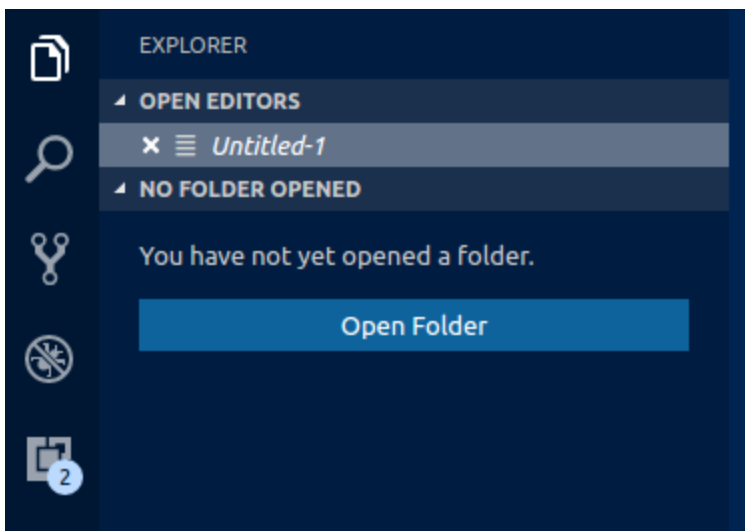 EXPLORER
OPEN EDITORS
Untitled-1
NO FOLDER OPENED
You have not yet opened a folder.
Open Folder
2